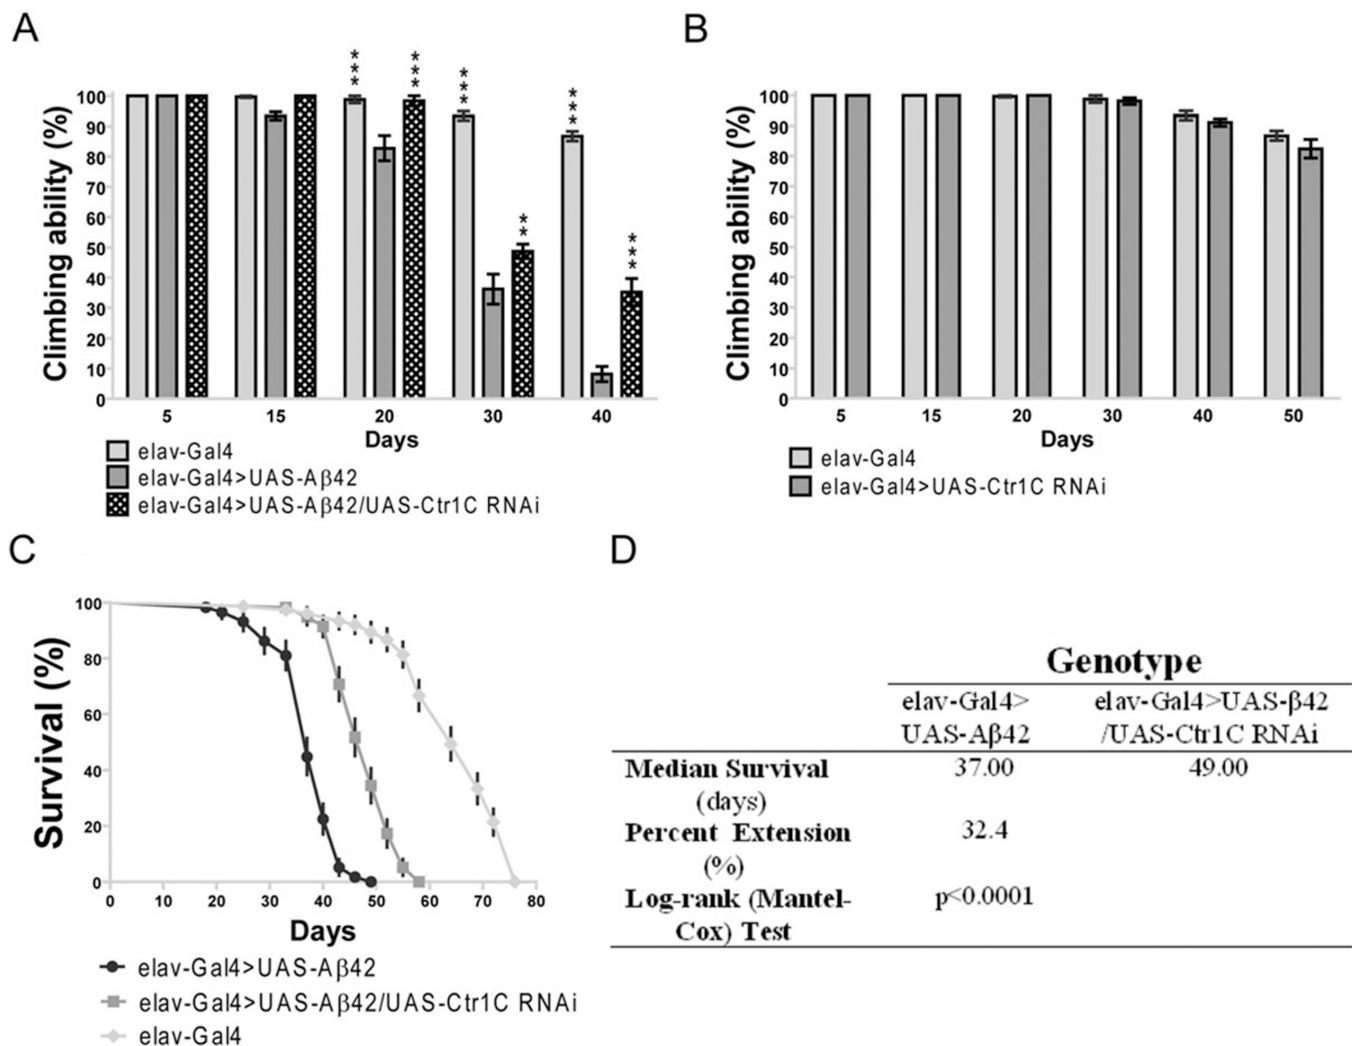 A
Climbing ability (%)
100
90
80
70
60
50
40
30
20
10
0
***
***
***
**
***
***
5 15 20 30 40
Days
elav-Gal4
elav-Gal4>UAS-Aβ42
elav-Gal4>UAS-Aβ42/UAS-Ctr1C RNAi
B
Climbing ability (%)
100
90
80
70
60
50
40
30
20
10
0
5 15 20 30 40 50
Days
elav-Gal4
elav-Gal4>UAS-Ctr1C RNAi
C
Survival (%)
100
80
60
40
20
0
0 10 20 30 40 50 60 70 80
Days
elav-Gal4>UAS-Aβ42
elav-Gal4>UAS-Aβ42/UAS-Ctr1C RNAi
elav-Gal4
D
Genotype
elav-Gal4> elav-Gal4>UAS-β42
UAS-Aβ42 /UAS-Ctr1C RNAi
Median Survival 37.00 49.00
(days)
Percent Extension 32.4
(%)
Log-rank (Mantel- p<0.0001
Cox) Test